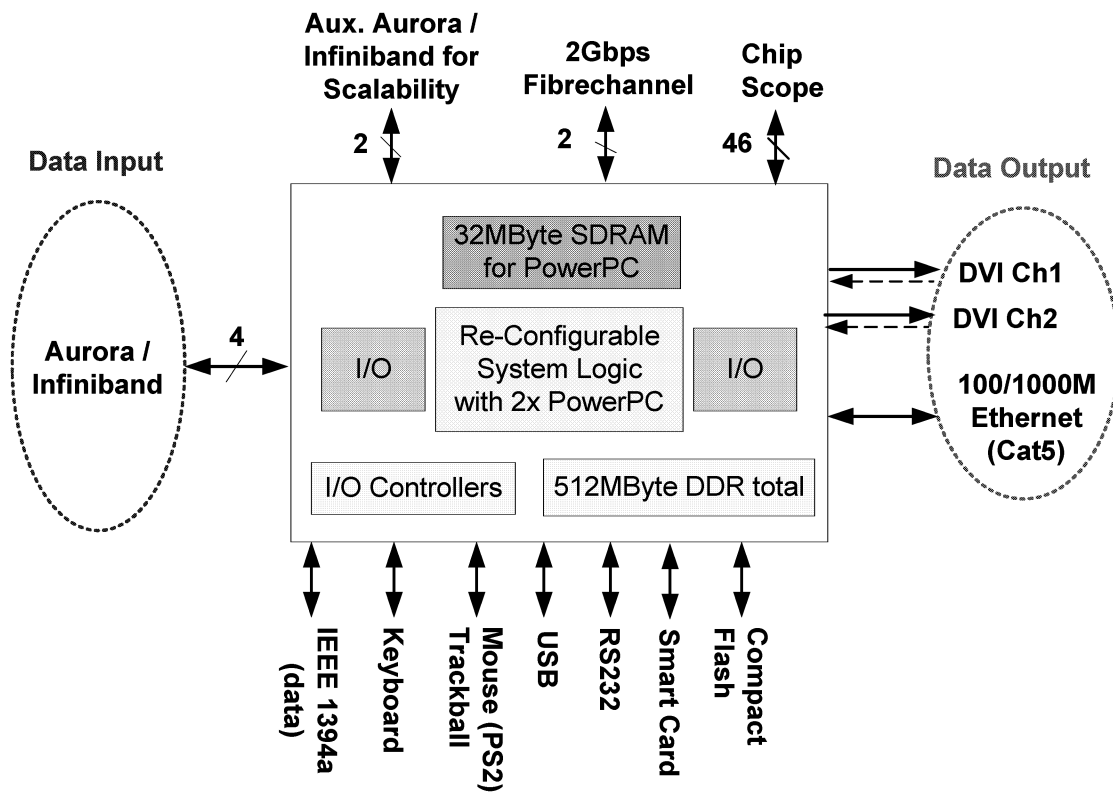 Aux. Aurora /
Infiniband for
Scalability
2Gbps
Fibrechannel
Chip
Scope
2
2
46
Data Input
Data Output
32MByte SDRAM
for PowerPC
DVI Ch1
DVI Ch2
Aurora /
Infiniband
4
I/O
Re-Configurable
System Logic
with 2x PowerPC
I/O
100/1000M
Ethernet
(Cat5)
I/O Controllers
512MByte DDR total
IEEE 1394a
(data)
Keyboard
Mouse (PS2)
Trackball
USB
RS232
Smart Card
Compact
Flash